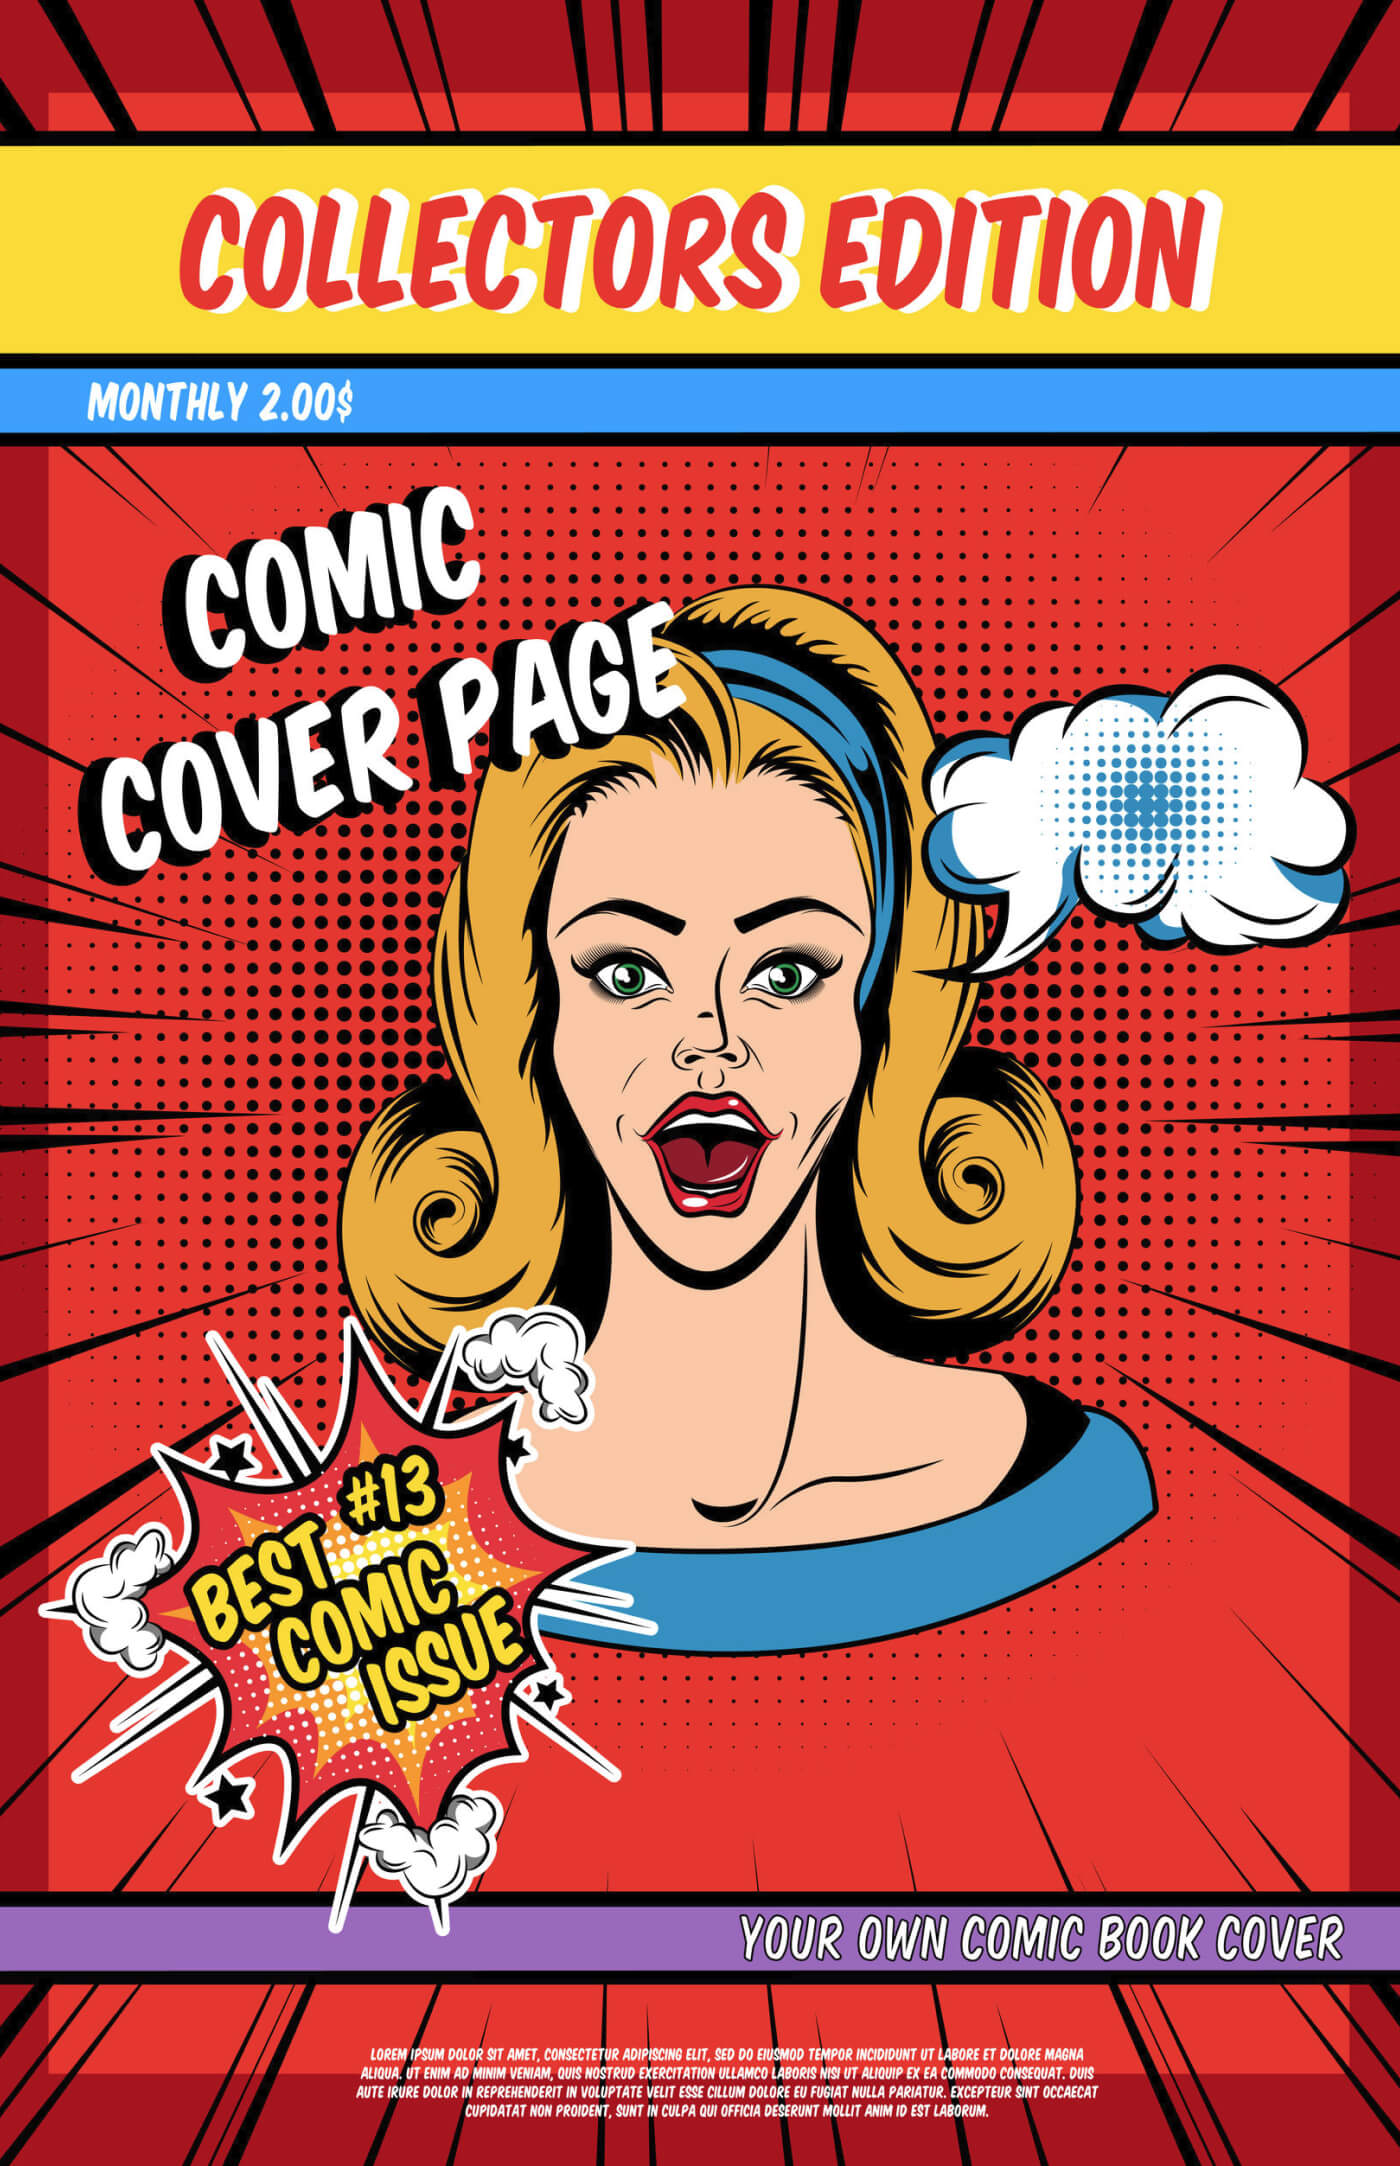 COLLECTORS EDITION
MONTHLY 2.00$
COMIC
COVER PAGE
#13
BEST
COMIC
ISSUE
YOUR OWN COMIC BOOK COVER
LOREM IPSUM DOLOR SIT AMET, CONSECTETUR ADIPISCING ELIT, SED DO EIUSMOD TEMPOR INCIDIDUNT UT LABORE ET DOLORE MAGNA
ALIQUA. UT ENIM AD MINIM VENIAM, QUIS NOSTRUD EXERCITATION ULLAMCO LABORIS NISI UT ALIQUIP EX EA COMMODO CONSEQUAT. DUIS
AUTE IRURE DOLOR IN REPREHENDERIT IN VOLUPTATE VELIT ESSE CILLUM DOLORE EU FUGIAT NULLA PARIATUR. EXCEPTEUR SINT OCCAECAT
CUPIDATAT NON PROIDENT, SUNT IN CULPA QUI OFFICIA DESERUNT MOLLIT ANIM ID EST LABORUM.